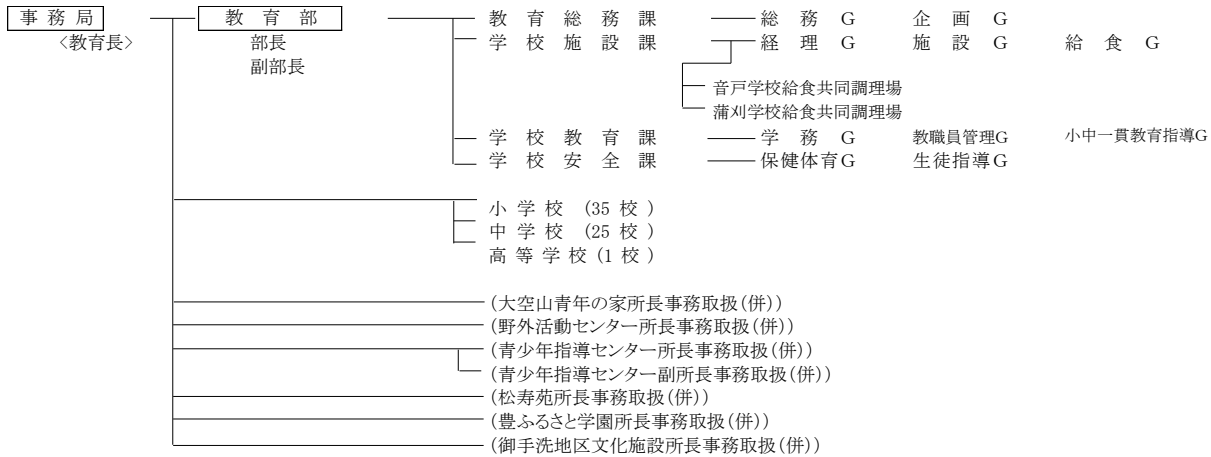 事務局 教育部 教育総務課 総務G 企画G
<教育長> 部長 学校施設課 経理G 施設G 給食G
副部長
音戸学校給食共同調理場
蒲刈学校給食共同調理場
学校教育課 学務G 教職員管理G 小中一貫教育指導G
学校安全課 保健体育G 生徒指導G
小学校 (35校)
中学校 (25校)
高等学校(1校)
(大空山青年の家所長事務取扱(併))
(野外活動センター所長事務取扱(併))
(青少年指導センター所長事務取扱(併))
(青少年指導センター副所長事務取扱(併))
(松寿苑所長事務取扱(併))
(豊ふるさと学園所長事務取扱(併))
(御手洗地区文化施設所長事務取扱(併))